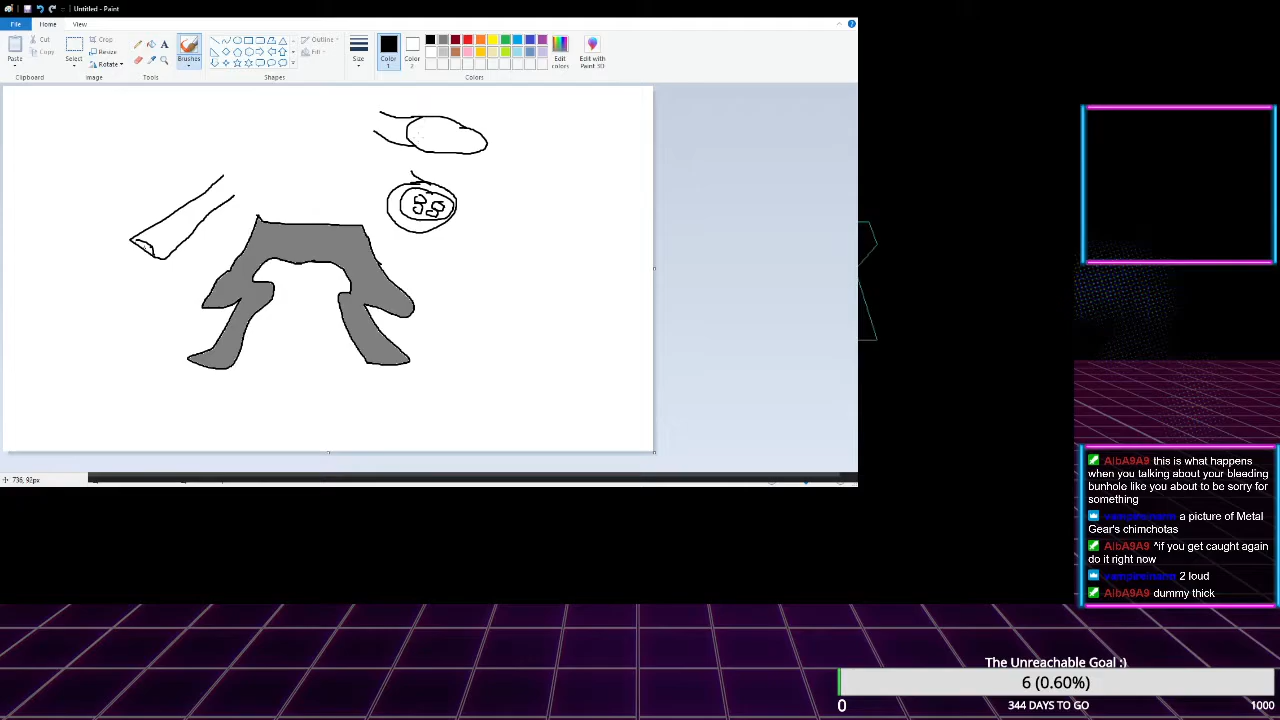 Untitled - Paint
File Home View
Paste
Cut
Copy
Clipboard
Select
Crop
Resize
Rotate
Image
Tools
Brushes
Shapes
Outline
Fill
Size
Color 1
Color 2
Colors
Edit colors
Edit with Paint 3D
736, 92px
AlbA9A9 this is what happens
when you talking about your bleeding
bunhole like you about to be sorry for
something
a picture of Metal
Gear's chimchotas
AlbA9A9 ^if you get caught again
do it right now
2 loud
AlbA9A9 dummy thick
The Unreachable Goal :)
6 (0.60%)
0
344 DAYS TO GO
1000